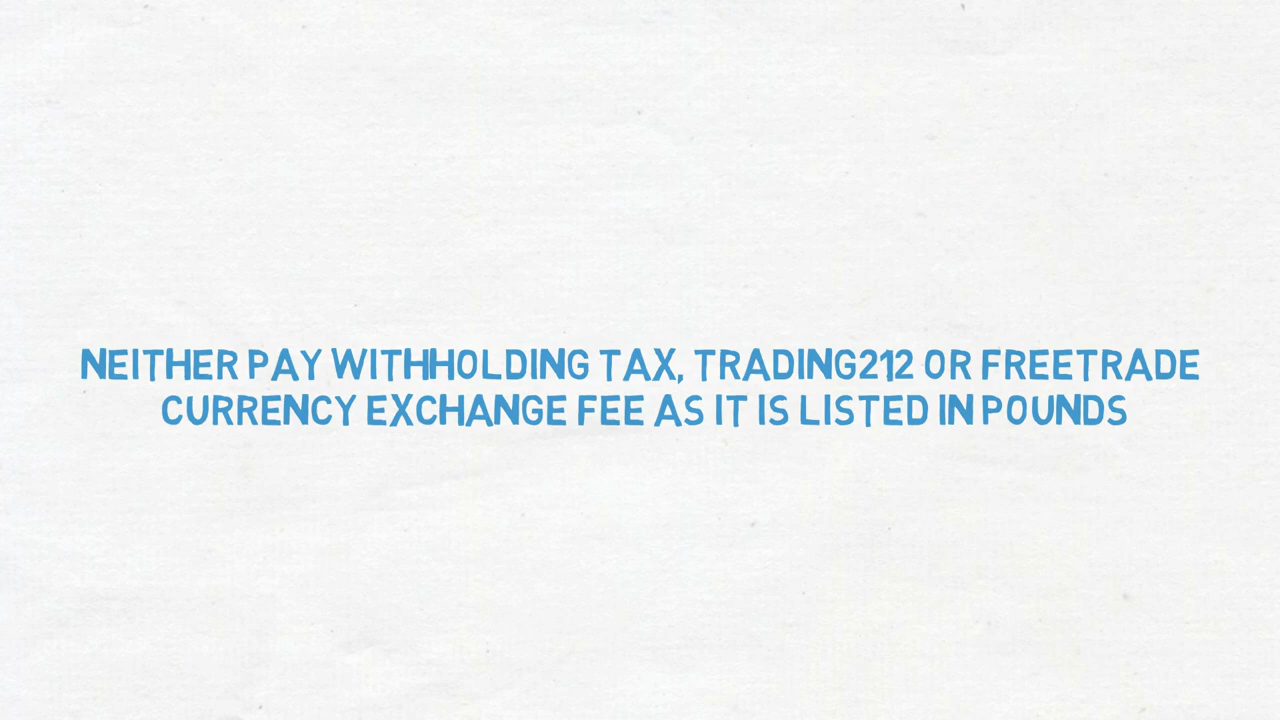 NEITHER PAY WITHHOLDING TAX, TRADING212 OR FREETRADE
CURRENCY EXCHANGE FEE AS IT IS LISTED IN POUNDS